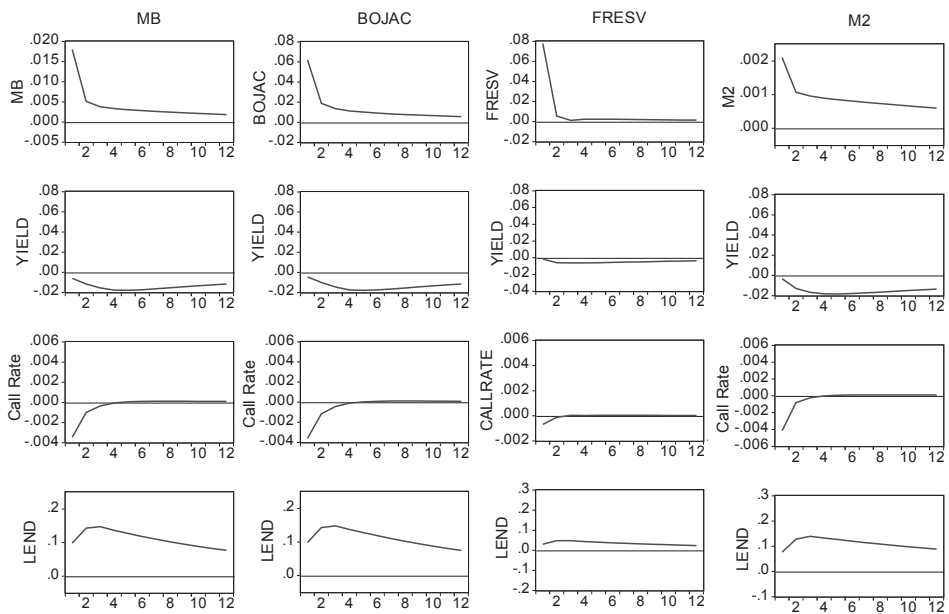 MB BOJAC FRESV M2
MB
.020
.015
.010
.005
.000
-.005
2 4 6 8 10 12
BOJAC
.08
.06
.04
.02
.00
-.02
2 4 6 8 10 12
FRESV
.08
.06
.04
.02
.00
-.02
2 4 6 8 10 12
M2
.002
.001
.000
2 4 6 8 10 12
YIELD
.08
.06
.04
.02
.00
-.02
2 4 6 8 10 12
YIELD
.08
.06
.04
.02
.00
-.02
2 4 6 8 10 12
YIELD
.08
.06
.04
.02
.00
-.02
-.04
2 4 6 8 10 12
YIELD
.08
.06
.04
.02
.00
-.02
2 4 6 8 10 12
Call Rate
.006
.004
.002
.000
-.002
-.004
2 4 6 8 10 12
Call Rate
.006
.004
.002
.000
-.002
-.004
2 4 6 8 10 12
CALLRATE
.006
.004
.002
.000
-.002
2 4 6 8 10 12
Call Rate
.006
.004
.002
.000
-.002
-.004
-.006
2 4 6 8 10 12
LEND
.2
.1
.0
2 4 6 8 10 12
LEND
.2
.1
.0
2 4 6 8 10 12
LEND
.3
.2
.1
.0
-.1
-.2
2 4 6 8 10 12
LEND
.3
.2
.1
.0
-.1
2 4 6 8 10 12